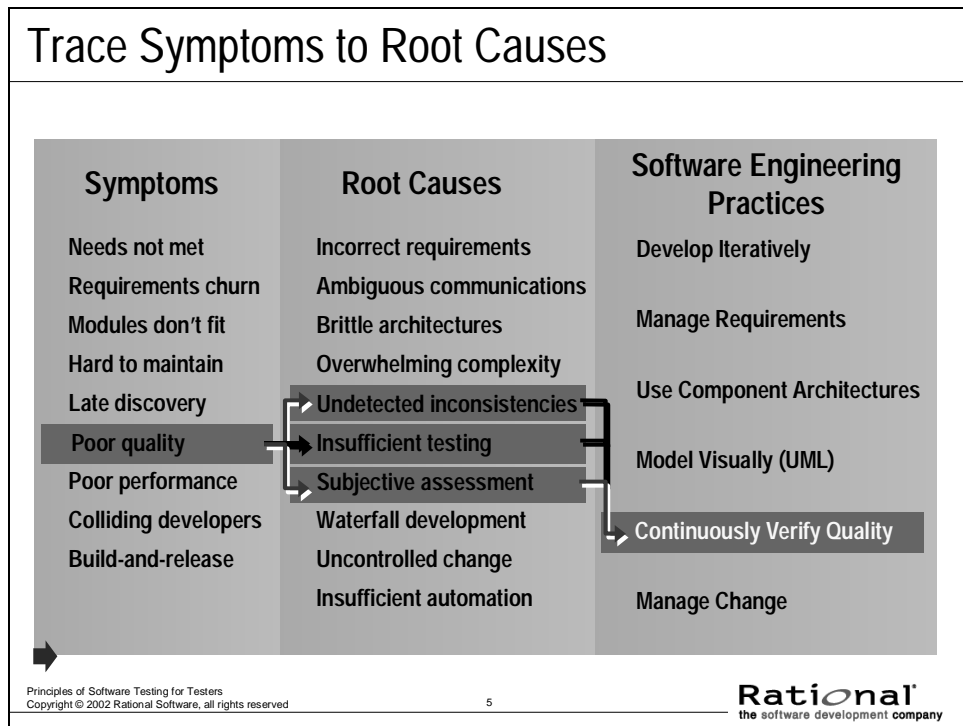 Trace Symptoms to Root Causes
Symptoms
Needs not met
Requirements churn
Modules don't fit
Hard to maintain
Late discovery
Poor quality
Poor performance
Colliding developers
Build-and-release
Root Causes
Incorrect requirements
Ambiguous communications
Brittle architectures
Overwhelming complexity
Undetected inconsistencies
Insufficient testing
Subjective assessment
Waterfall development
Uncontrolled change
Insufficient automation
Software Engineering
Practices
Develop Iteratively
Manage Requirements
Use Component Architectures
Model Visually (UML)
Continuously Verify Quality
Manage Change
Principles of Software Testing for Testers
Copyright © 2002 Rational Software, all rights reserved
5
Rational
the software development company